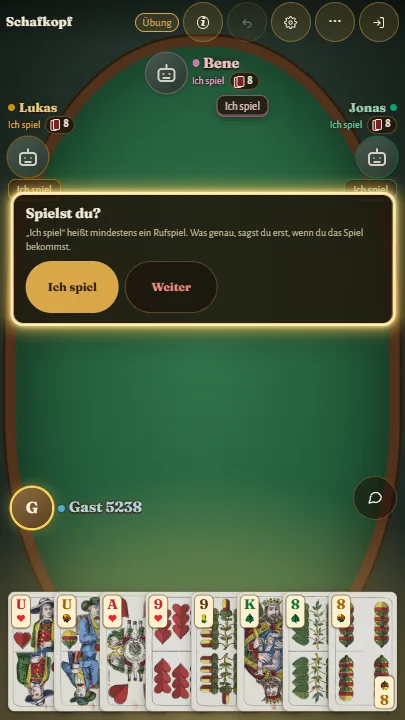 Schafkopf
Übung
Bene
Ich spiel 8
Ich spiel
Lukas
Ich spiel 8
Jonas
Ich spiel 8
Ich spiel
Ich spiel
Spielst du?
„Ich spiel“ heißt mindestens ein Rufspiel. Was genau, sagst du erst, wenn du das Spiel
bekommst.
Ich spiel
Weiter
G
Gast 5238
U U A 9 9 K 8 8
8